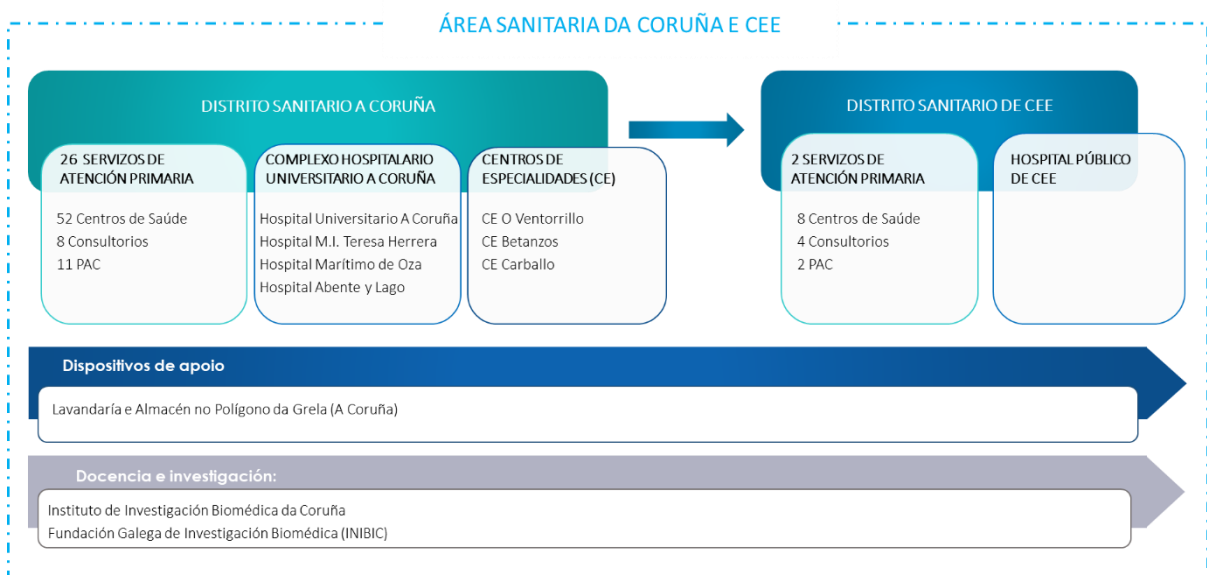 ÁREA SANITARIA DA CORUÑA E CEE
DISTRITO SANITARIO A CORUÑA
26 SERVIZOS DE
ATENCIÓN PRIMARIA
52 Centros de Saúde
8 Consultorios
11 PAC
COMPLEXO HOSPITALARIO
UNIVERSITARIO A CORUÑA
Hospital Universitario A Coruña
Hospital M.I. Teresa Herrera
Hospital Marítimo de Oza
Hospital Abente y Lago
CENTROS DE
ESPECIALIDADES (CE)
CE O Ventorrillo
CE Betanzos
CE Carballo
DISTRITO SANITARIO DE CEE
2 SERVIZOS DE
ATENCIÓN PRIMARIA
8 Centros de Saúde
4 Consultorios
2 PAC
HOSPITAL PÚBLICO
DE CEE
Dispositivos de apoio
Lavandaría e Almacén no Polígono da Grela (A Coruña)
Docencia e investigación:
Instituto de Investigación Biomédica da Coruña
Fundación Galega de Investigación Biomédica (INIBIC)